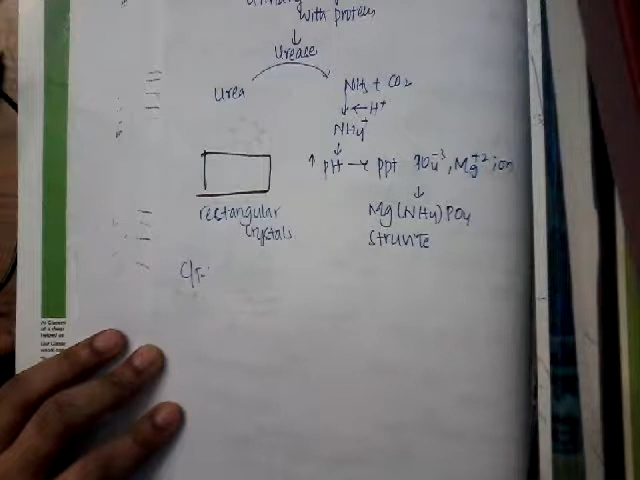 with proteus
↓
Urease
Urea → NH3 + CO2
↓ ← H+
NH4+
↓
↑ pH → ppt PO4-3, Mg+2 ion
↓
rectangular Mg(NH4)PO4
crystals struvite
C/F: